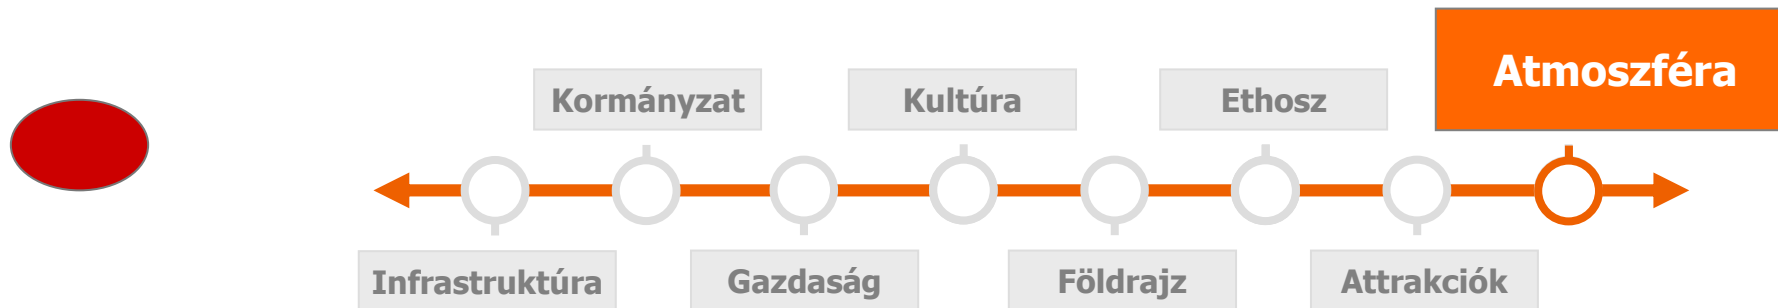 Atmoszféra
Kormányzat
Kultúra
Ethosz
Infrastruktúra
Gazdaság
Földrajz
Attrakciók